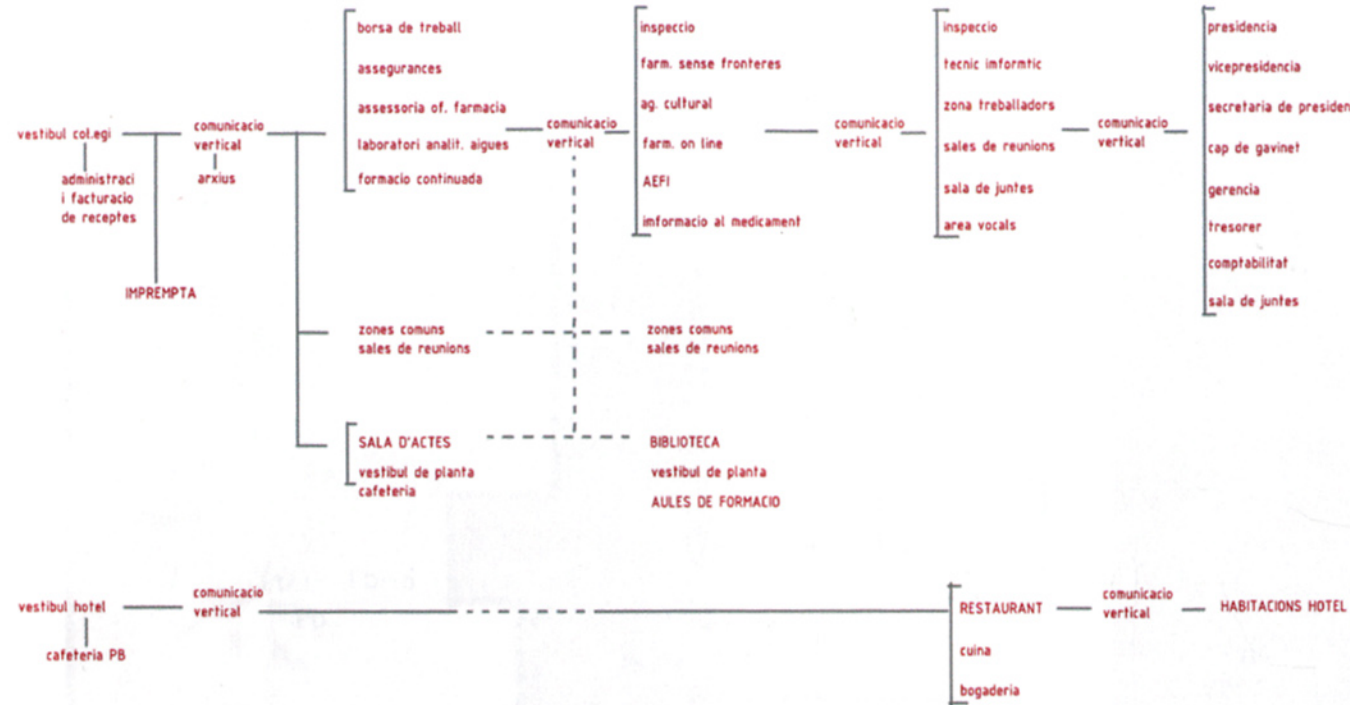 vestibul col.egi
administraci
i facturacio
de receptes
IMPREMPTA
comunicacio
vertical
arxius
borsa de treball
assegurances
assessoria of. farmacia
laboratori analit. aigues
formacio continuada
comunicacio
vertical
inspeccio
farm. sense fronteres
ag. cultural
farm. on line
AEFI
imformacio al medicament
comunicacio
vertical
inspeccio
tecnic imformtic
zona treballadors
sales de reunions
sala de juntes
area vocals
comunicacio
vertical
presidencia
vicepresidencia
secretaria de presiden
cap de gavinet
gerencia
tresorer
comptabilitat
sala de juntes
zones comuns
sales de reunions
zones comuns
sales de reunions
SALA D'ACTES
vestibul de planta
cafeteria
BIBLIOTECA
vestibul de planta
AULES DE FORMACIO
vestibul hotel
cafeteria PB
comunicacio
vertical
RESTAURANT
cuina
bogaderia
comunicacio
vertical
HABITACIONS HOTEL